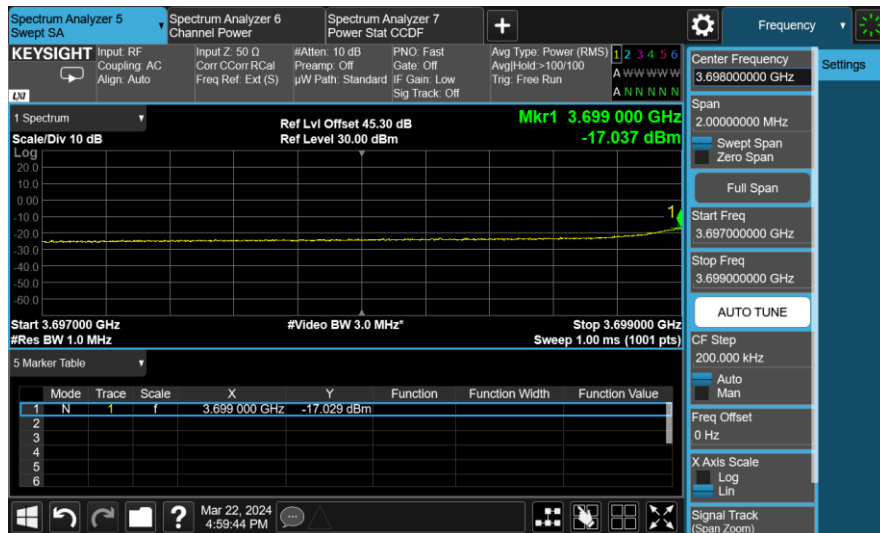 Spectrum Analyzer 5
Swept SA
Spectrum Analyzer 6
Channel Power
Spectrum Analyzer 7
Power Stat CCDF
Frequency
KEYSIGHT
LXI
Input: RF
Coupling: AC
Align: Auto
Input Z: 50 Ω
Corr CCorr RCal
Freq Ref: Ext (S)
#Atten: 10 dB
Preamp: Off
µW Path: Standard
PNO: Fast
Gate: Off
IF Gain: Low
Sig Track: Off
Avg Type: Power (RMS)
Avg|Hold:>100/100
Trig: Free Run
1 2 3 4 5 6
A W W W W W
A N N N N N
1 Spectrum
Scale/Div 10 dB
Ref Lvl Offset 45.30 dB
Ref Level 30.00 dBm
Mkr1 3.699 000 GHz
-17.037 dBm
Log
20.0
10.0
0.00
-10.0
-20.0
-30.0
-40.0
-50.0
-60.0
1
Start 3.697000 GHz
#Res BW 1.0 MHz
#Video BW 3.0 MHz*
Stop 3.699000 GHz
Sweep 1.00 ms (1001 pts)
5 Marker Table
Mode Trace Scale X Y Function Function Width Function Value
1 N 1 f 3.699 000 GHz -17.029 dBm
2
3
4
5
6
Mar 22, 2024
4:59:44 PM
?
Center Frequency
3.698000000 GHz
Settings
Span
2.00000000 MHz
Swept Span
Zero Span
Full Span
Start Freq
3.697000000 GHz
Stop Freq
3.699000000 GHz
AUTO TUNE
CF Step
200.000 kHz
Auto
Man
Freq Offset
0 Hz
X Axis Scale
Log
Lin
Signal Track
(Span Zoom)